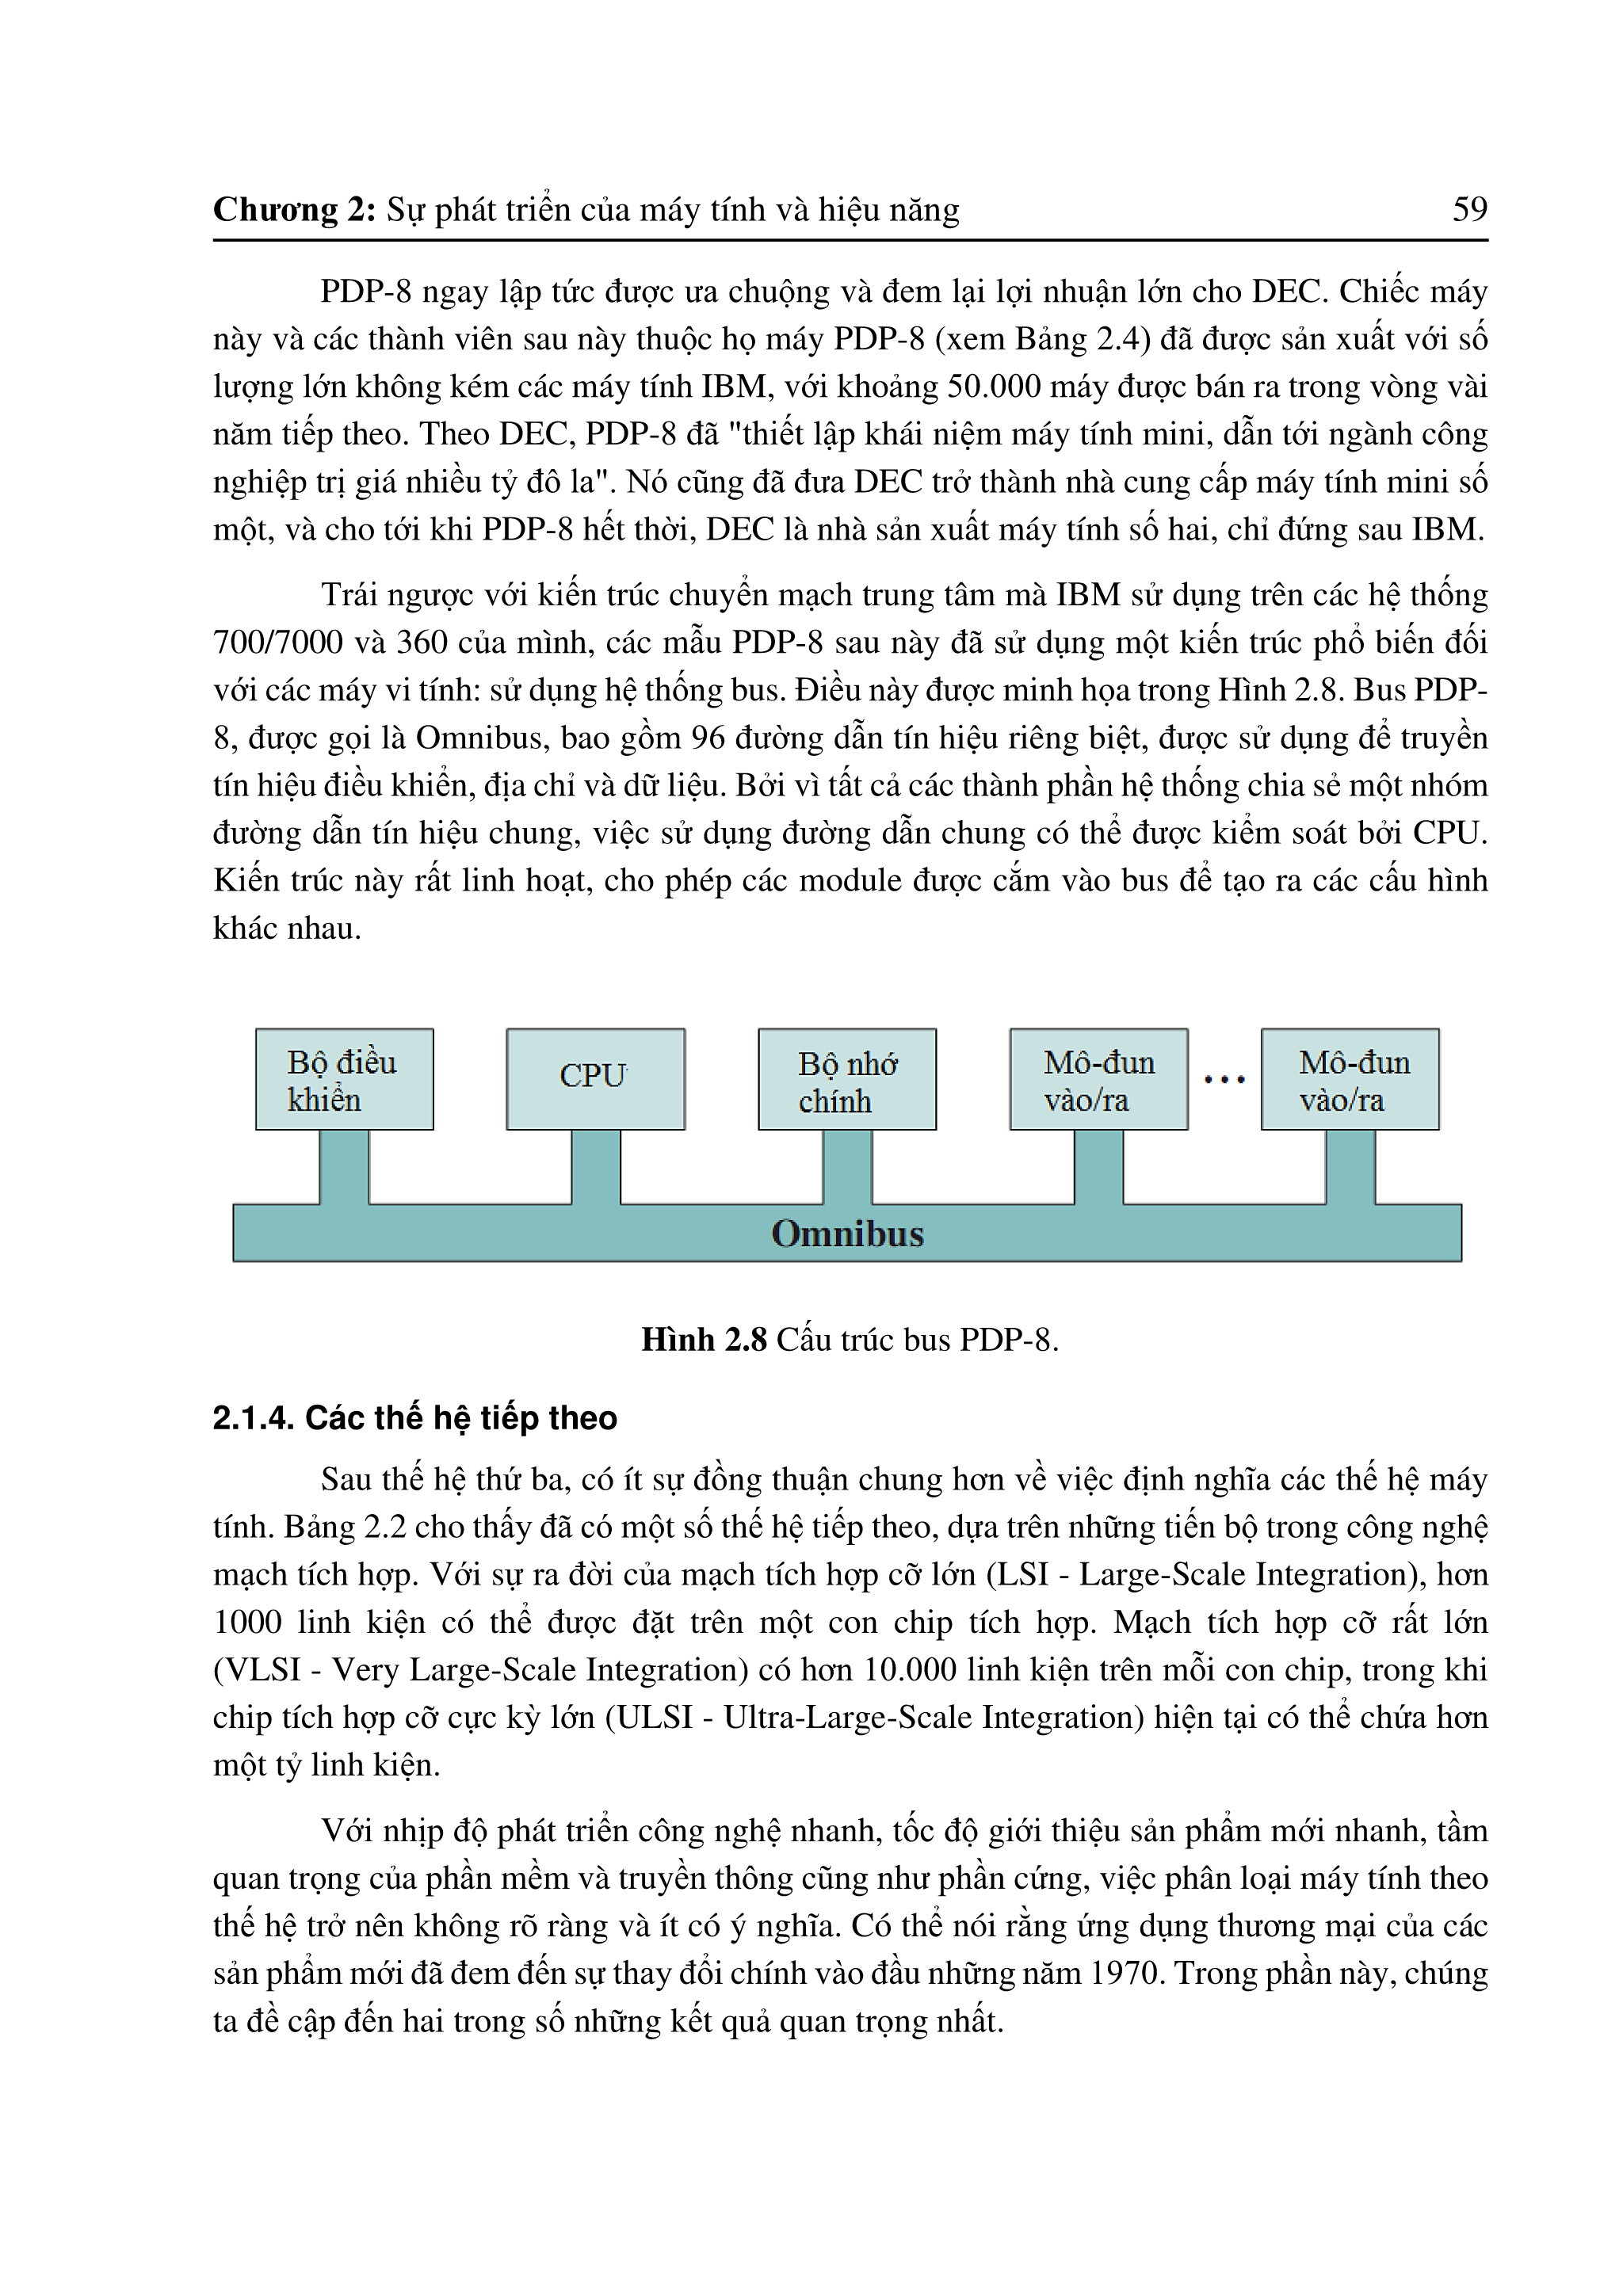 Chương 2: Sự phát triển của máy tính và hiệu năng 59
PDP-8 ngay lập tức được ưa chuộng và đem lại lợi nhuận lớn cho DEC. Chiếc máy
này và các thành viên sau này thuộc họ máy PDP-8 (xem Bảng 2.4) đã được sản xuất với số
lượng lớn không kém các máy tính IBM, với khoảng 50.000 máy được bán ra trong vòng vài
năm tiếp theo. Theo DEC, PDP-8 đã "thiết lập khái niệm máy tính mini, dẫn tới ngành công
nghiệp trị giá nhiều tỷ đô la". Nó cũng đã đưa DEC trở thành nhà cung cấp máy tính mini số
một, và cho tới khi PDP-8 hết thời, DEC là nhà sản xuất máy tính số hai, chỉ đứng sau IBM.
Trái ngược với kiến trúc chuyển mạch trung tâm mà IBM sử dụng trên các hệ thống
700/7000 và 360 của mình, các mẫu PDP-8 sau này đã sử dụng một kiến trúc phổ biến đối
với các máy vi tính: sử dụng hệ thống bus. Điều này được minh họa trong Hình 2.8. Bus PDP-
8, được gọi là Omnibus, bao gồm 96 đường dẫn tín hiệu riêng biệt, được sử dụng để truyền
tín hiệu điều khiển, địa chỉ và dữ liệu. Bởi vì tất cả các thành phần hệ thống chia sẻ một nhóm
đường dẫn tín hiệu chung, việc sử dụng đường dẫn chung có thể được kiểm soát bởi CPU.
Kiến trúc này rất linh hoạt, cho phép các module được cắm vào bus để tạo ra các cấu hình
khác nhau.
Bộ điều
khiển
CPU
Bộ nhớ
chính
Mô-đun
vào/ra
...
Mô-đun
vào/ra
Omnibus
Hình 2.8 Cấu trúc bus PDP-8.
2.1.4. Các thế hệ tiếp theo
Sau thế hệ thứ ba, có ít sự đồng thuận chung hơn về việc định nghĩa các thế hệ máy
tính. Bảng 2.2 cho thấy đã có một số thế hệ tiếp theo, dựa trên những tiến bộ trong công nghệ
mạch tích hợp. Với sự ra đời của mạch tích hợp cỡ lớn (LSI - Large-Scale Integration), hơn
1000 linh kiện có thể được đặt trên một con chip tích hợp. Mạch tích hợp cỡ rất lớn
(VLSI - Very Large-Scale Integration) có hơn 10.000 linh kiện trên mỗi con chip, trong khi
chip tích hợp cỡ cực kỳ lớn (ULSI - Ultra-Large-Scale Integration) hiện tại có thể chứa hơn
một tỷ linh kiện.
Với nhịp độ phát triển công nghệ nhanh, tốc độ giới thiệu sản phẩm mới nhanh, tầm
quan trọng của phần mềm và truyền thông cũng như phần cứng, việc phân loại máy tính theo
thế hệ trở nên không rõ ràng và ít có ý nghĩa. Có thể nói rằng ứng dụng thương mại của các
sản phẩm mới đã đem đến sự thay đổi chính vào đầu những năm 1970. Trong phần này, chúng
ta đề cập đến hai trong số những kết quả quan trọng nhất.